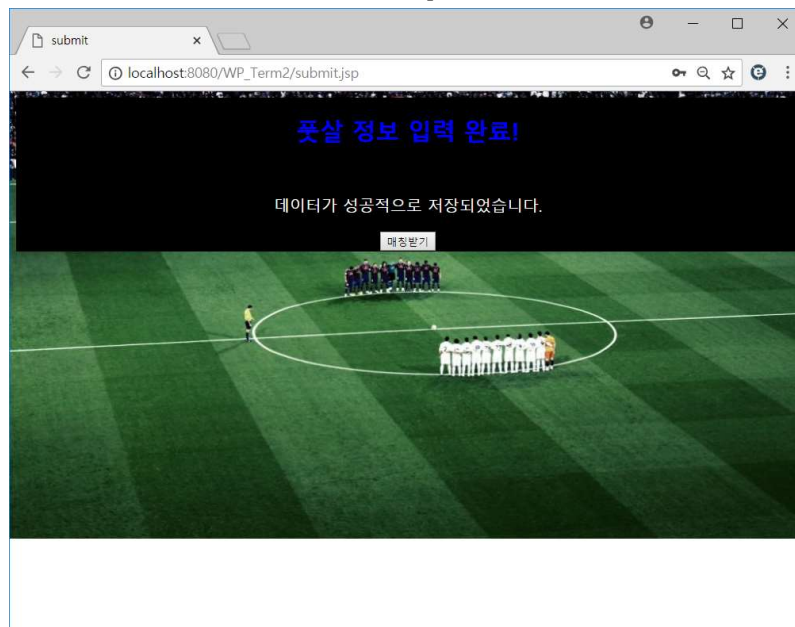 submit
localhost:8080/WP_Term2/submit.jsp
풋살 정보 입력 완료!
데이터가 성공적으로 저장되었습니다.
매칭받기